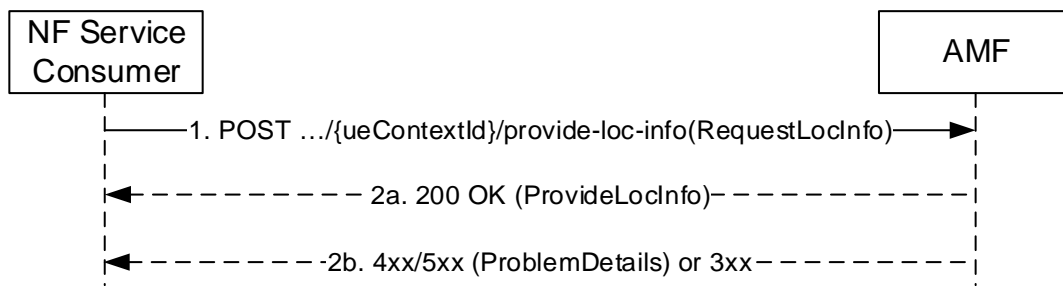 NF Service
Consumer
AMF
1. POST …/{ueContextId}/provide-loc-info(RequestLocInfo)
2a. 200 OK (ProvideLocInfo)
2b. 4xx/5xx (ProblemDetails) or 3xx